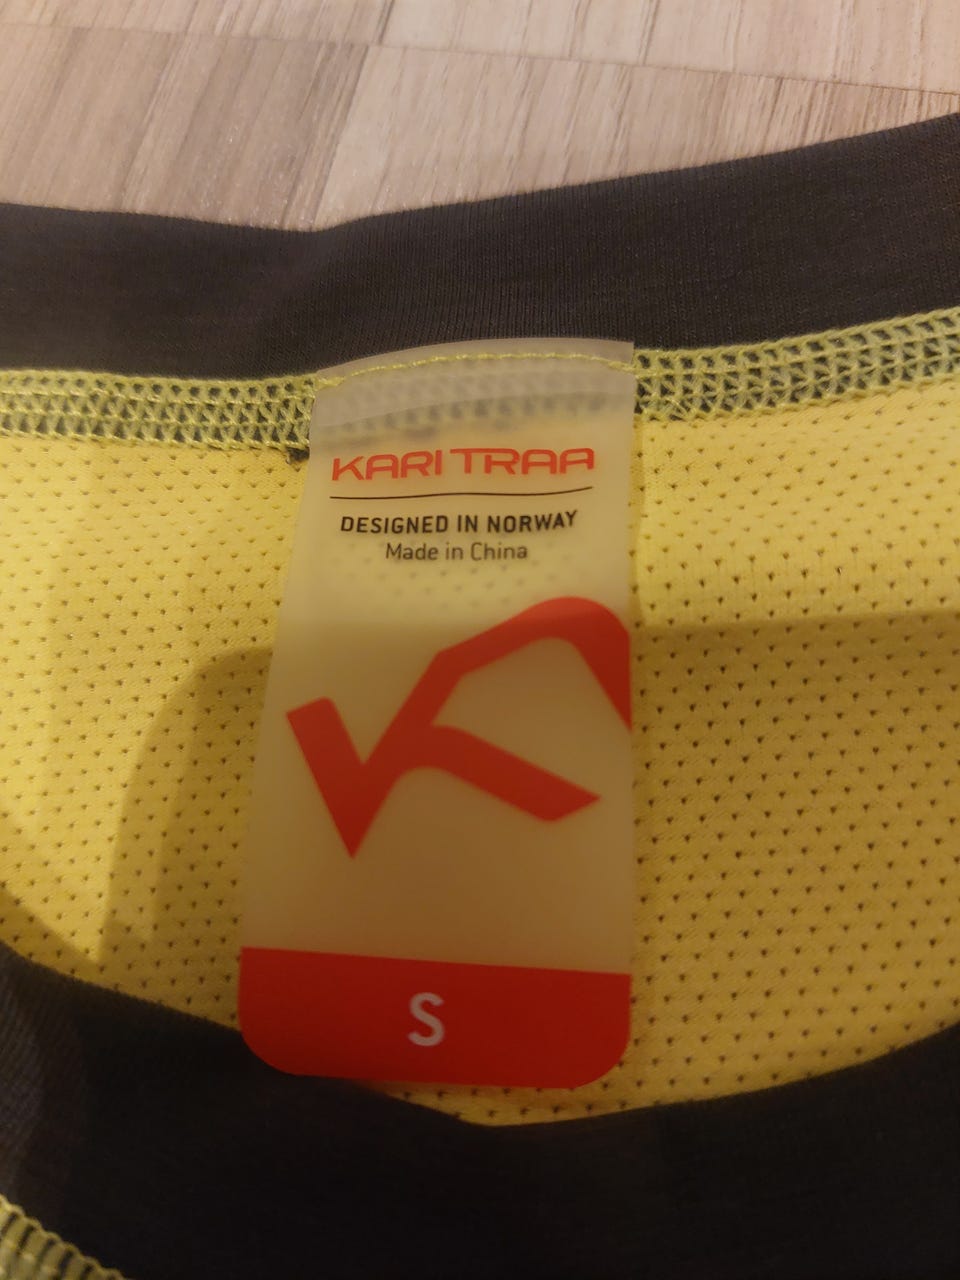 KARI TRAA
DESIGNED IN NORWAY
Made in China
S